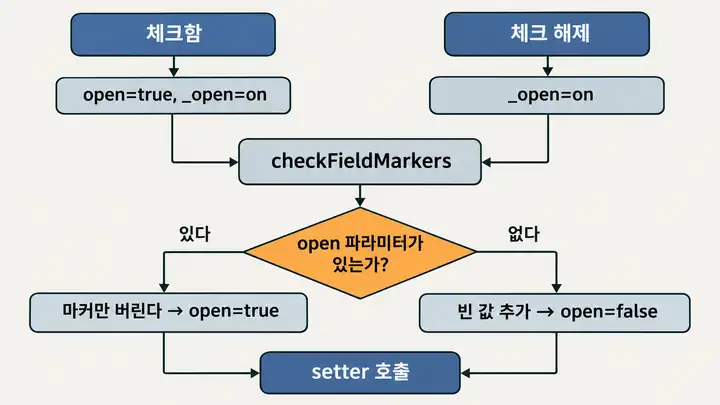 체크함
체크 해제
open=true, _open=on
_open=on
checkFieldMarkers
open 파라미터가
있는가?
있다
없다
마커만 버린다 → open=true
빈 값 추가 → open=false
setter 호출